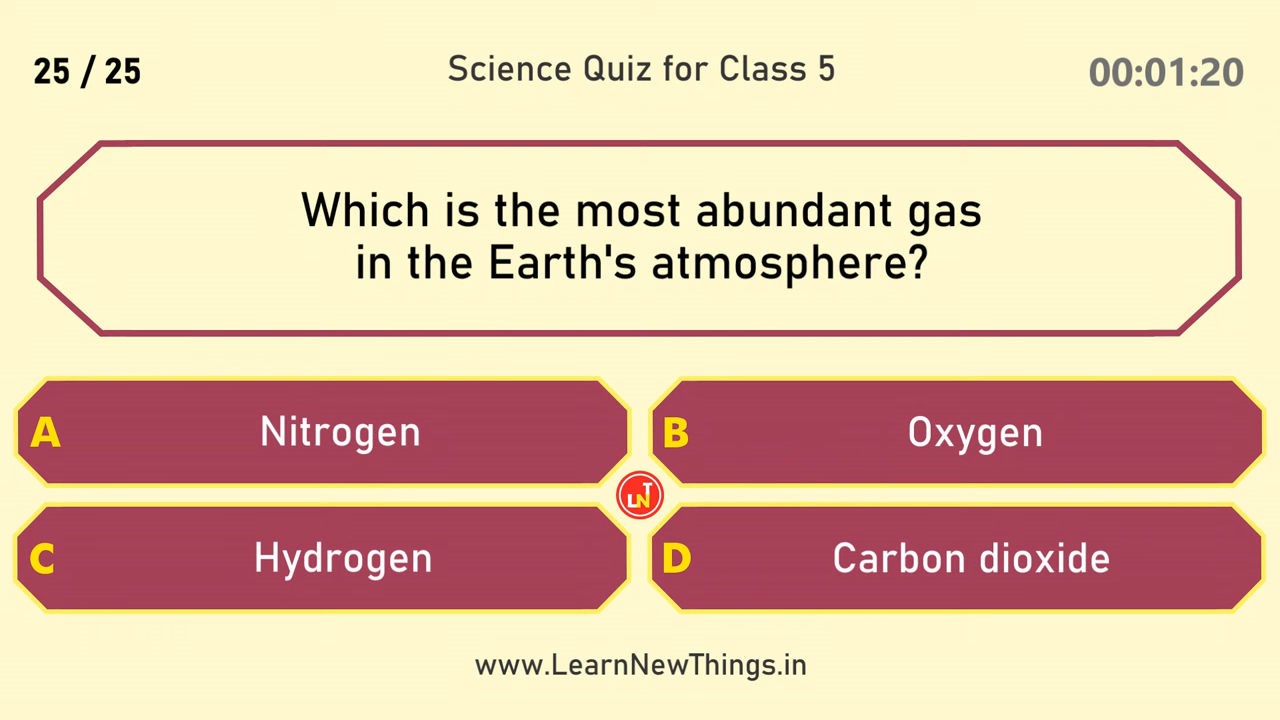 25 / 25
Science Quiz for Class 5
00:01:20
Which is the most abundant gas
in the Earth's atmosphere?
A Nitrogen
B Oxygen
LNT
C Hydrogen
D Carbon dioxide
www.LearnNewThings.in